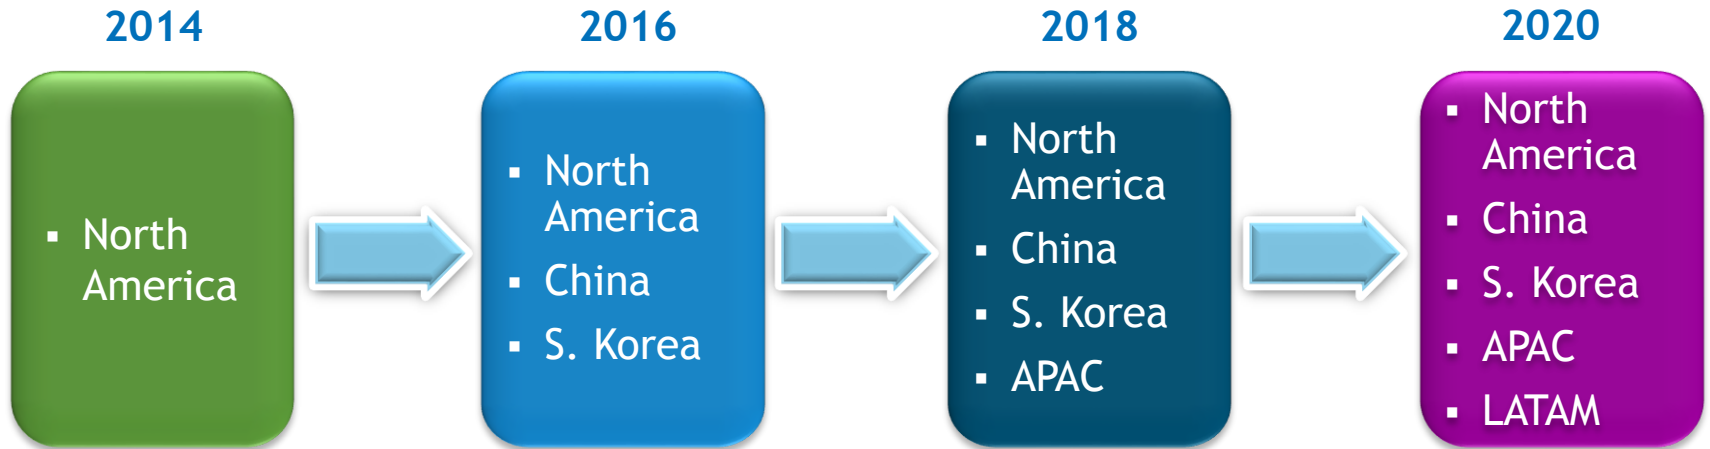 2014
▪ North
America
2016
▪ North
America
▪ China
▪ S. Korea
2018
▪ North
America
▪ China
▪ S. Korea
▪ APAC
2020
▪ North
America
▪ China
▪ S. Korea
▪ APAC
▪ LATAM